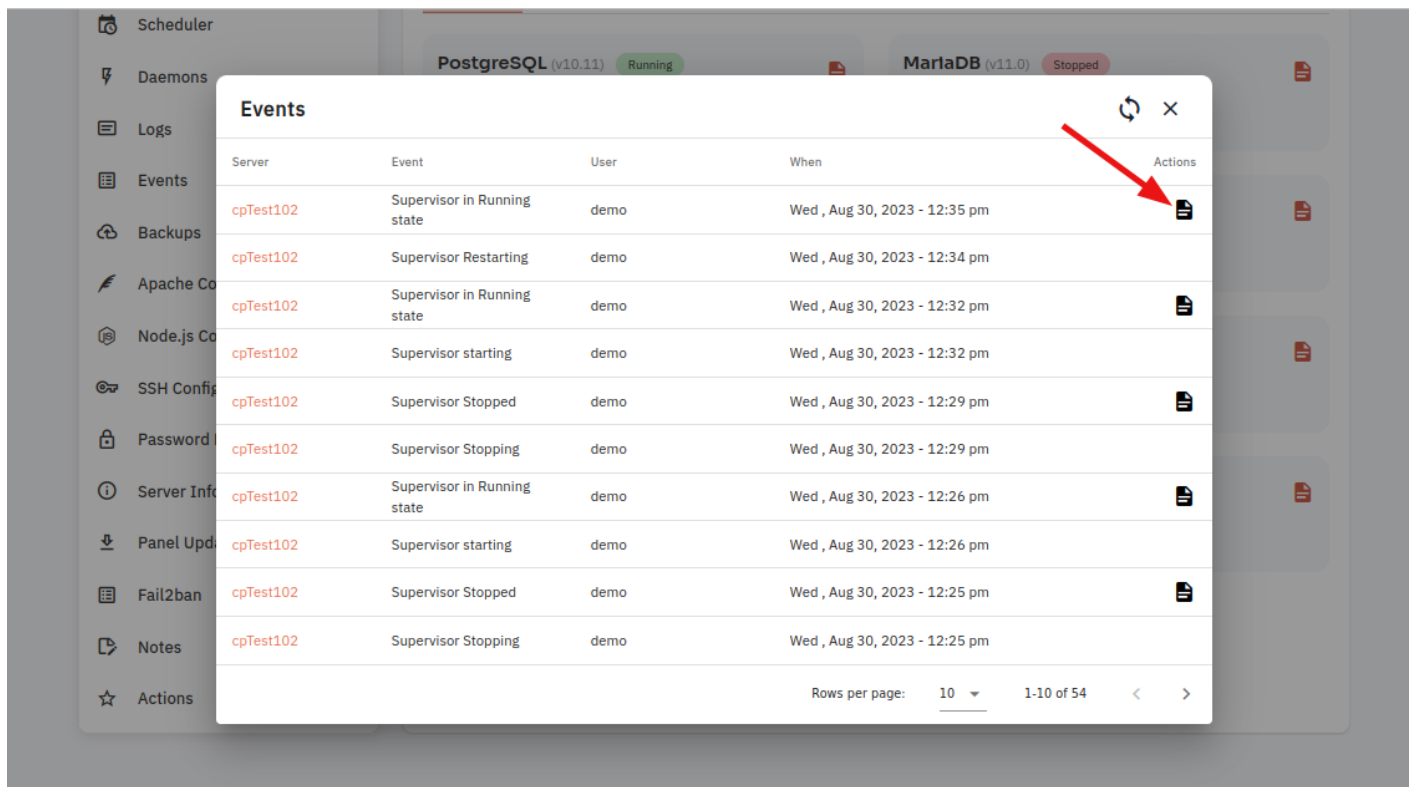 Scheduler
Daemons
Logs
Events
Backups
Apache Co
Node.js Co
SSH Config
Password
Server Info
Panel Upda
Fail2ban
Notes
Actions
PostgreSQL (v10.11) Running
MariaDB (v11.0) Stopped
Events
Server Event User When Actions
cpTest102 Supervisor in Running state demo Wed , Aug 30, 2023 - 12:35 pm
cpTest102 Supervisor Restarting demo Wed , Aug 30, 2023 - 12:34 pm
cpTest102 Supervisor in Running state demo Wed , Aug 30, 2023 - 12:32 pm
cpTest102 Supervisor starting demo Wed , Aug 30, 2023 - 12:32 pm
cpTest102 Supervisor Stopped demo Wed , Aug 30, 2023 - 12:29 pm
cpTest102 Supervisor Stopping demo Wed , Aug 30, 2023 - 12:29 pm
cpTest102 Supervisor in Running state demo Wed , Aug 30, 2023 - 12:26 pm
cpTest102 Supervisor starting demo Wed , Aug 30, 2023 - 12:26 pm
cpTest102 Supervisor Stopped demo Wed , Aug 30, 2023 - 12:25 pm
cpTest102 Supervisor Stopping demo Wed , Aug 30, 2023 - 12:25 pm
Rows per page: 10 1-10 of 54